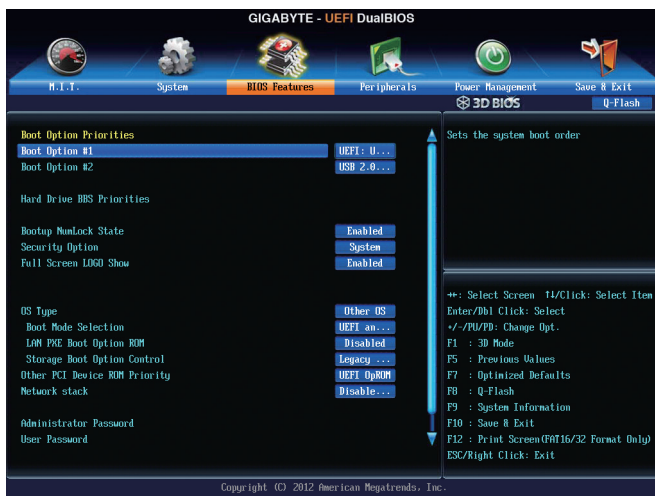 GIGABYTE - UEFI DualBIOS
M.I.T.
System
BIOS Features
Peripherals
Power Management
Save & Exit
3D BIOS
Q-Flash
Boot Option Priorities
Boot Option #1 UEFI: U...
Boot Option #2 USB 2.0...
Hard Drive BBS Priorities
Bootup NumLock State Enabled
Security Option System
Full Screen LOGO Show Enabled
OS Type Other OS
Boot Mode Selection UEFI an...
LAN PXE Boot Option ROM Disabled
Storage Boot Option Control Legacy ...
Other PCI Device ROM Priority UEFI OpROM
Network stack Disable...
Administrator Password
User Password
Sets the system boot order
↔: Select Screen ↑↓/Click: Select Item
Enter/Dbl Click: Select
+/-/PU/PD: Change Opt.
F1 : 3D Mode
F5 : Previous Values
F7 : Optimized Defaults
F8 : Q-Flash
F9 : System Information
F10 : Save & Exit
F12 : Print Screen(FAT16/32 Format Only)
ESC/Right Click: Exit
Copyright (C) 2012 American Megatrends, Inc.